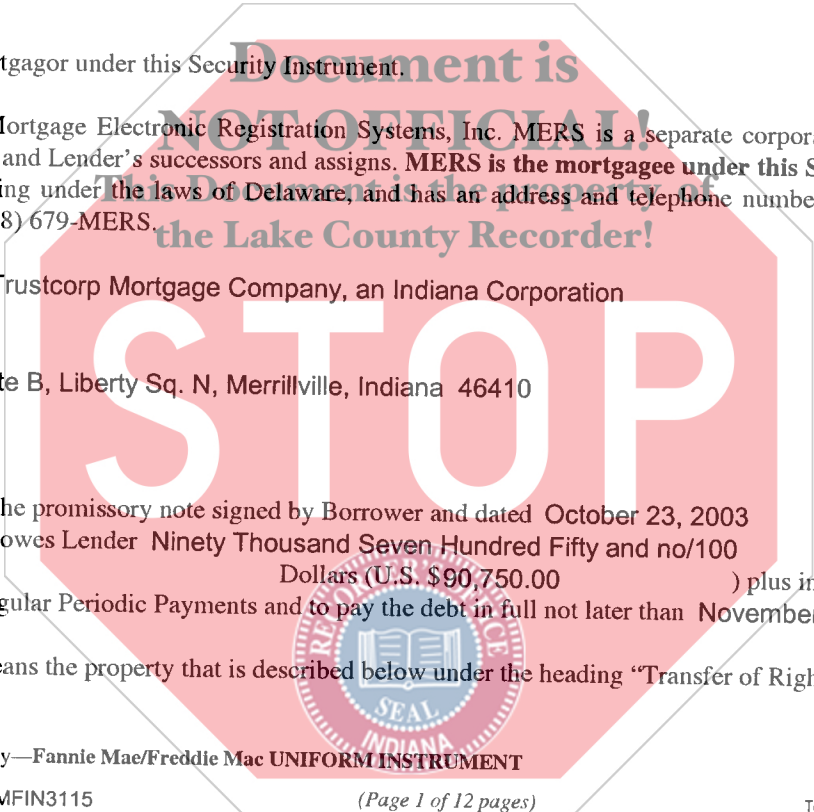 tgagor under this Security Instrument.
Document is
NOT OFFICIAL!
Mortgage Electronic Registration Systems, Inc. MERS is a separate corpora
and Lender's successors and assigns. MERS is the mortgagee under this S
ing under the laws of Delaware, and has an address and telephone numbe
This Document is the property of
8) 679-MERS.
the Lake County Recorder!
Trustcorp Mortgage Company, an Indiana Corporation
STOP
te B, Liberty Sq. N, Merrillville, Indiana 46410
he promissory note signed by Borrower and dated October 23, 2003
owes Lender Ninety Thousand Seven Hundred Fifty and no/100
Dollars (U.S. $90,750.00 ) plus in
gular Periodic Payments and to pay the debt in full not later than November
eans the property that is described below under the heading “Transfer of Righ
RECORDER'S OFFICE
SEAL
INDIANA
y—Fannie Mae/Freddie Mac UNIFORM INSTRUMENT
MFIN3115 (Page 1 of 12 pages)